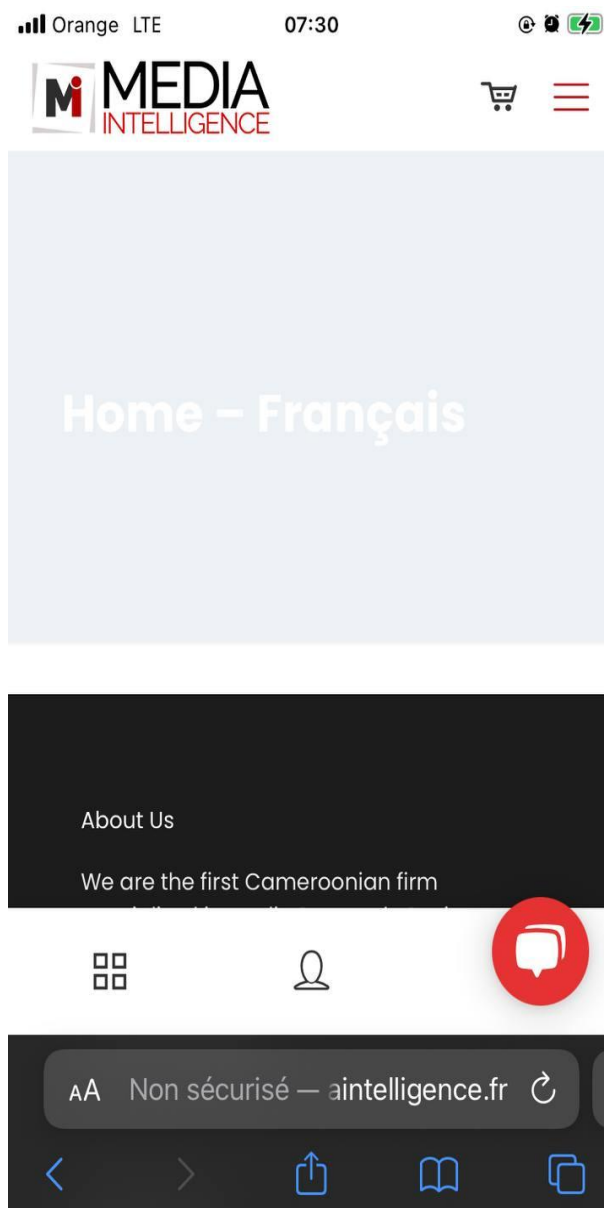 Orange LTE 07:30
Mi MEDIA
INTELLIGENCE
Home – Français
About Us
We are the first Cameroonian firm
AA Non sécurisé — aintelligence.fr